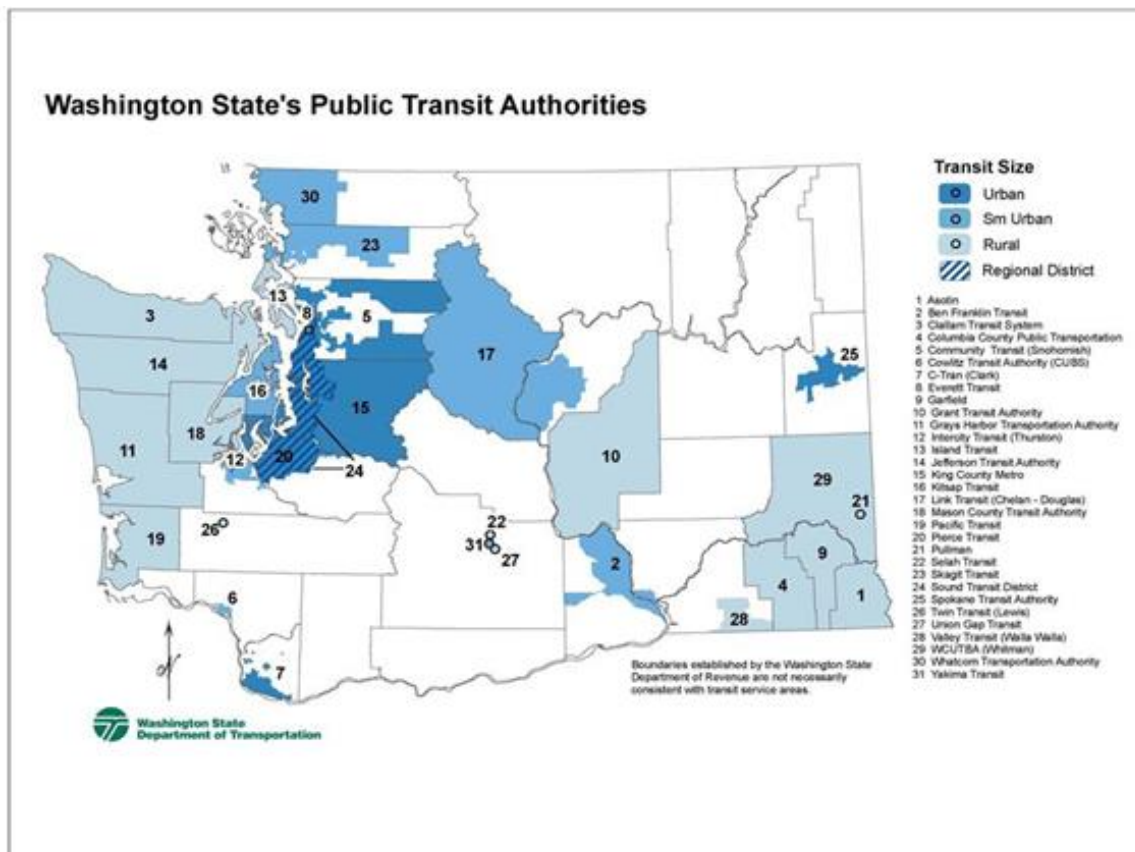 Washington State's Public Transit Authorities
Transit Size
Urban
Sm Urban
Rural
Regional District
1 Asotin
2 Ben Franklin Transit
3 Clallam Transit System
4 Columbia County Public Transportation
5 Community Transit (Snohomish)
6 Cowlitz Transit Authority (CUBS)
7 C-Tran (Clark)
8 Everett Transit
9 Garfield
10 Grant Transit Authority
11 Grays Harbor Transportation Authority
12 Intercity Transit (Thurston)
13 Island Transit
14 Jefferson Transit Authority
15 King County Metro
16 Kitsap Transit
17 Link Transit (Chelan - Douglas)
18 Mason County Transit Authority
19 Pacific Transit
20 Pierce Transit
21 Pullman
22 Selah Transit
23 Skagit Transit
24 Sound Transit District
25 Spokane Transit Authority
26 Twin Transit (Lewis)
27 Union Gap Transit
28 Valley Transit (Walla Walla)
29 WCUTBA (Whitman)
30 Whatcom Transportation Authority
31 Yakima Transit
30
23
13
3
8
5
14
17
25
16
15
18
11
10
12
20
24
29
21
26
22
19
31
27
2
9
4
1
6
28
7
Boundaries established by the Washington State
Department of Revenue are not necessarily
consistent with transit service areas.
Washington State
Department of Transportation